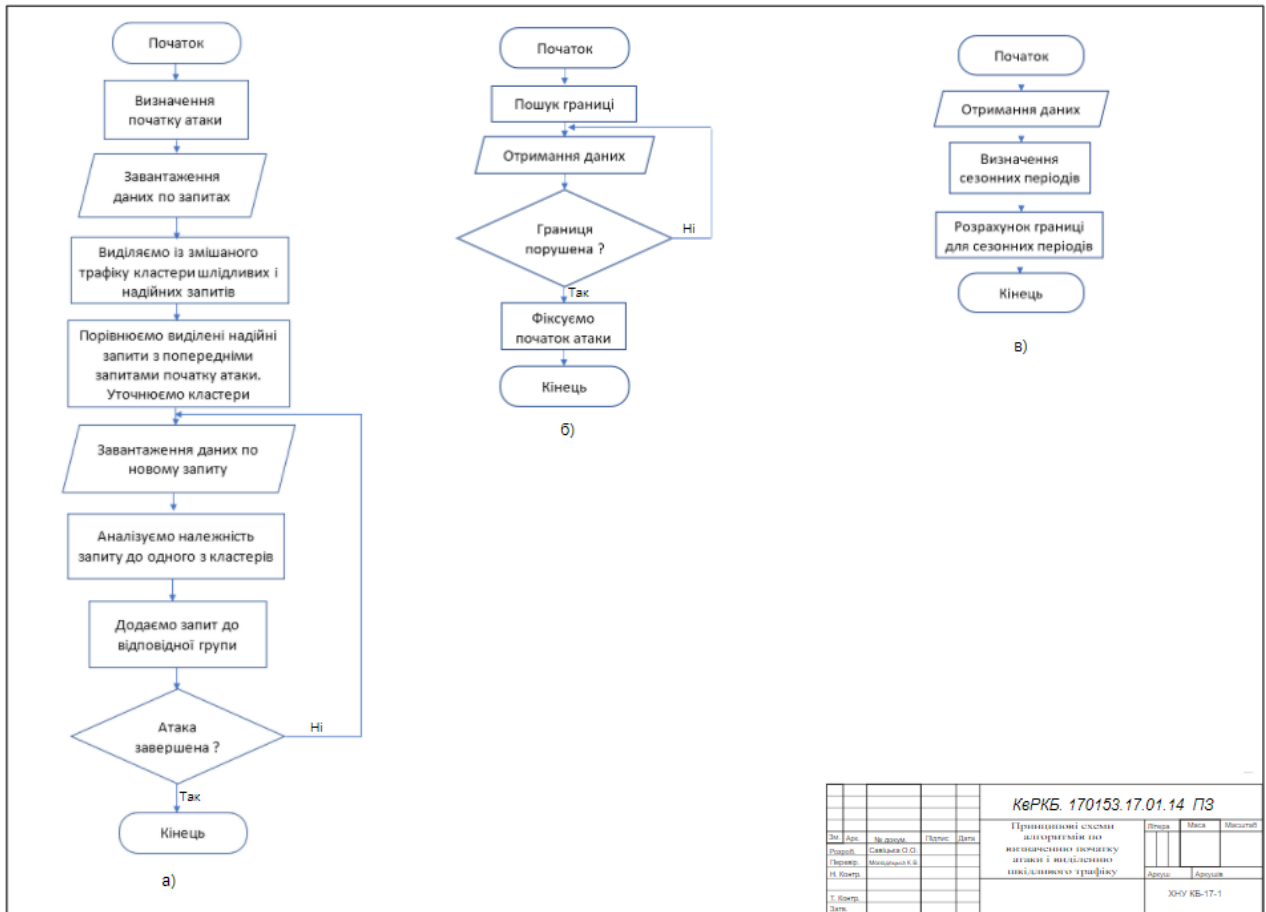 Початок
Визначення
початку атаки
Завантаження
даних по запитах
Виділяємо із змішаного
трафіку кластери шлідливих і
надійних запитів
Порівнюємо виділені надійні
запити з попередніми
запитами початку атаки.
Уточнюємо кластери
Завантаження даних по
новому запиту
Аналізуємо належність
запиту до одного з кластерів
Додаємо запит до
відповідної групи
Атака
завершена ?
Ні
Так
Кінець
а)
Початок
Пошук границі
Отримання даних
Границя
порушена ?
Ні
Так
Фіксуємо
початок атаки
Кінець
б)
Початок
Отримання даних
Визначення
сезонних періодів
Розрахунок границі
для сезонних періодів
Кінець
в)
КвРКБ. 170153.17.01.14 ПЗ
Принципові схеми
алгоритмів по
визначенню початку
атаки і виділенню
шкідливого трафіку
Літера Маса Масштаб
Зм. Арк. № докум. Підпис Дата
Розроб. Савіцька О.О.
Перевір.
Н. Контр.
Т. Контр.
Затв.
Аркуш Аркушів
ХНУ КБ-17-1